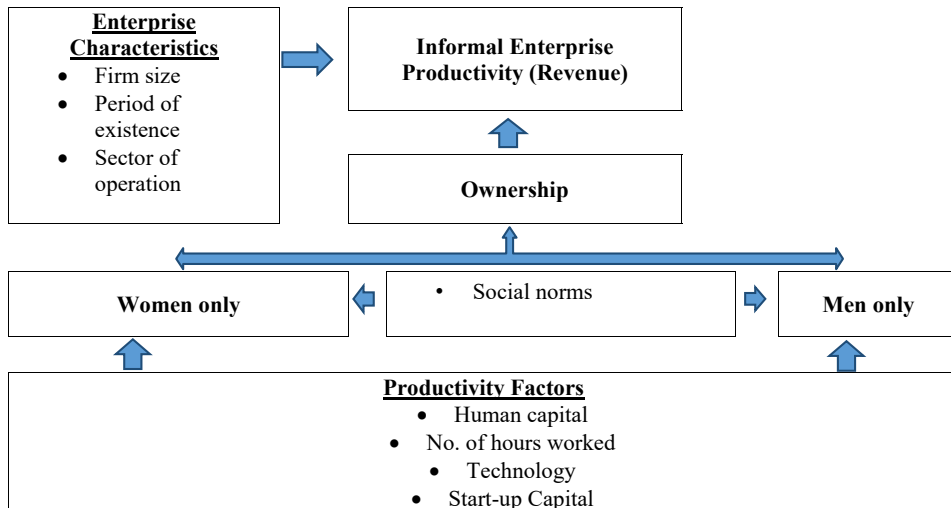 Enterprise
Characteristics
• Firm size
• Period of
existence
• Sector of
operation
Informal Enterprise
Productivity (Revenue)
Ownership
Women only
• Social norms
Men only
Productivity Factors
• Human capital
• No. of hours worked
• Technology
• Start-up Capital